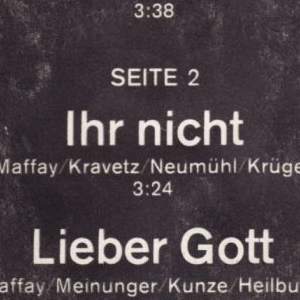 3:38
SEITE 2
Ihr nicht
Maffay/Kravetz/Neumühl/Krüge
3:24
Lieber Gott
affay/Meinunger/Kunze/Heilbu